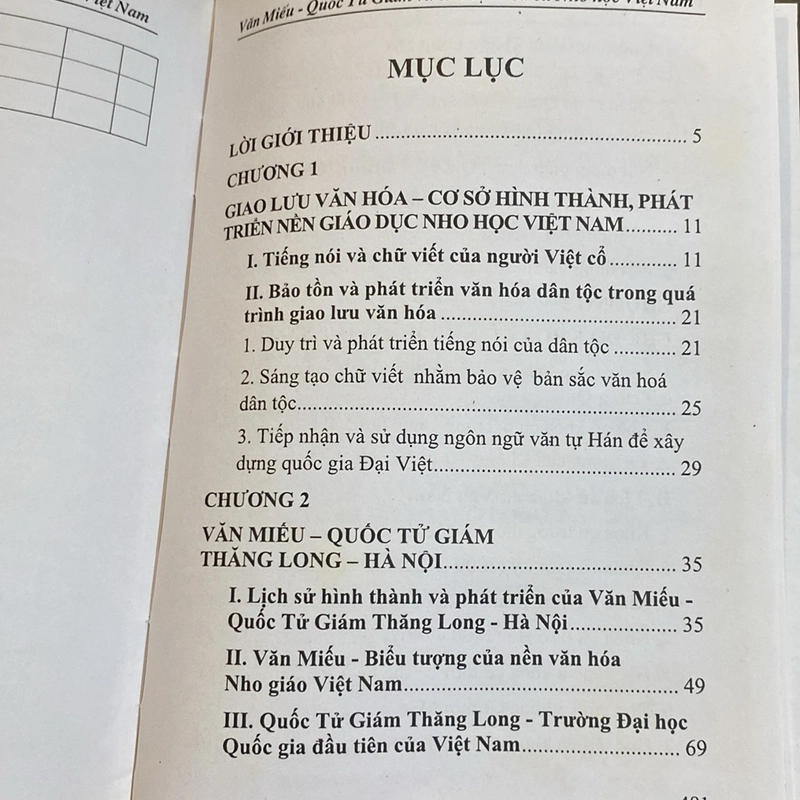 Việt Nam
Văn Miếu - Quốc Tử Giám
Nho học Việt Nam
MỤC LỤC
LỜI GIỚI THIỆU.......................................................... 5
CHƯƠNG 1
GIAO LƯU VĂN HÓA – CƠ SỞ HÌNH THÀNH, PHÁT
TRIỂN NỀN GIÁO DỤC NHO HỌC VIỆT NAM.......... 11
I. Tiếng nói và chữ viết của người Việt cổ............. 11
II. Bảo tồn và phát triển văn hóa dân tộc trong quá
trình giao lưu văn hóa............................................. 21
1. Duy trì và phát triển tiếng nói của dân tộc........... 21
2. Sáng tạo chữ viết nhằm bảo vệ bản sắc văn hoá
dân tộc..................................................................... 25
3. Tiếp nhận và sử dụng ngôn ngữ văn tự Hán để xây
dựng quốc gia Đại Việt............................................ 29
CHƯƠNG 2
VĂN MIẾU – QUỐC TỬ GIÁM
THĂNG LONG – HÀ NỘI.............................................. 35
I. Lịch sử hình thành và phát triển của Văn Miếu -
Quốc Tử Giám Thăng Long - Hà Nội.................... 35
II. Văn Miếu - Biểu tượng của nền văn hóa
Nho giáo Việt Nam................................................. 49
III. Quốc Tử Giám Thăng Long - Trường Đại học
Quốc gia đầu tiên của Việt Nam............................. 69